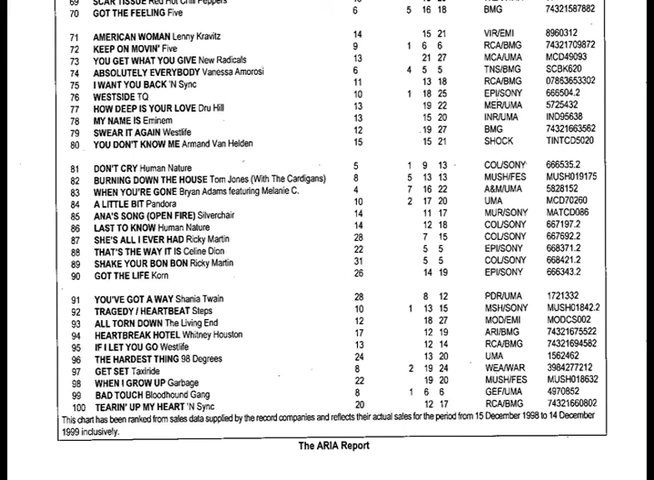 69 SCAR TISSUE Red Hot Chili Peppers
70 GOT THE FEELING Five 6 5 16 18 BMG 74321587882
71 AMERICAN WOMAN Lenny Kravitz 14 15 21 VIR/EMI 8960312
72 KEEP ON MOVIN' Five 9 1 6 6 RCA/BMG 74321709872
73 YOU GET WHAT YOU GIVE New Radicals 13 21 27 MCA/UMA MCD49093
74 ABSOLUTELY EVERYBODY Vanessa Amorosi 6 4 5 5 TNS/BMG SCBK620
75 I WANT YOU BACK 'N Sync 11 13 18 RCA/BMG 07863653302
76 WESTSIDE TQ 10 1 18 25 EPI/SONY 666504.2
77 HOW DEEP IS YOUR LOVE Dru Hill 13 19 22 MER/UMA 5725432
78 MY NAME IS Eminem 13 15 20 INR/UMA IND95638
79 SWEAR IT AGAIN Westlife 12 19 27 BMG 74321663562
80 YOU DON'T KNOW ME Armand Van Helden 15 15 21 SHOCK TINTCD5020
81 DON'T CRY Human Nature 5 1 9 13 COL/SONY 666535.2
82 BURNING DOWN THE HOUSE Tom Jones (With The Cardigans) 8 5 13 13 MUSH/FES MUSH019175
83 WHEN YOU'RE GONE Bryan Adams featuring Melanie C. 4 7 16 22 A&M/UMA 5828152
84 A LITTLE BIT Pandora 10 2 17 20 UMA MCD70260
85 ANA'S SONG (OPEN FIRE) Silverchair 14 11 17 MUR/SONY MATCD086
86 LAST TO KNOW Human Nature 14 12 18 COL/SONY 667197.2
87 SHE'S ALL I EVER HAD Ricky Martin 28 7 15 COL/SONY 667692.2
88 THAT'S THE WAY IT IS Celine Dion 22 5 5 EPI/SONY 668371.2
89 SHAKE YOUR BON BON Ricky Martin 31 5 5 COL/SONY 668421.2
90 GOT THE LIFE Korn 26 14 19 EPI/SONY 666343.2
91 YOU'VE GOT A WAY Shania Twain 28 8 12 PDR/UMA 1721332
92 TRAGEDY / HEARTBEAT Steps 10 1 13 15 MSH/SONY MUSH01842.2
93 ALL TORN DOWN The Living End 12 18 27 MOD/EMI MODCS002
94 HEARTBREAK HOTEL Whitney Houston 17 12 19 ARI/BMG 74321675522
95 IF I LET YOU GO Westlife 13 12 14 RCA/BMG 74321694582
96 THE HARDEST THING 98 Degrees 24 13 20 UMA 1562462
97 GET SET Taxiride 8 2 19 24 WEA/WAR 3984277212
98 WHEN I GROW UP Garbage 22 19 20 MUSH/FES MUSH018632
99 BAD TOUCH Bloodhound Gang 8 1 6 6 GEF/UMA 4970852
100 TEARIN' UP MY HEART 'N Sync 20 12 17 RCA/BMG 74321660802
This chart has been ranked from sales data supplied by the record companies and reflects their actual sales for the period from 15 December 1998 to 14 December
1999 inclusively.
The ARIA Report